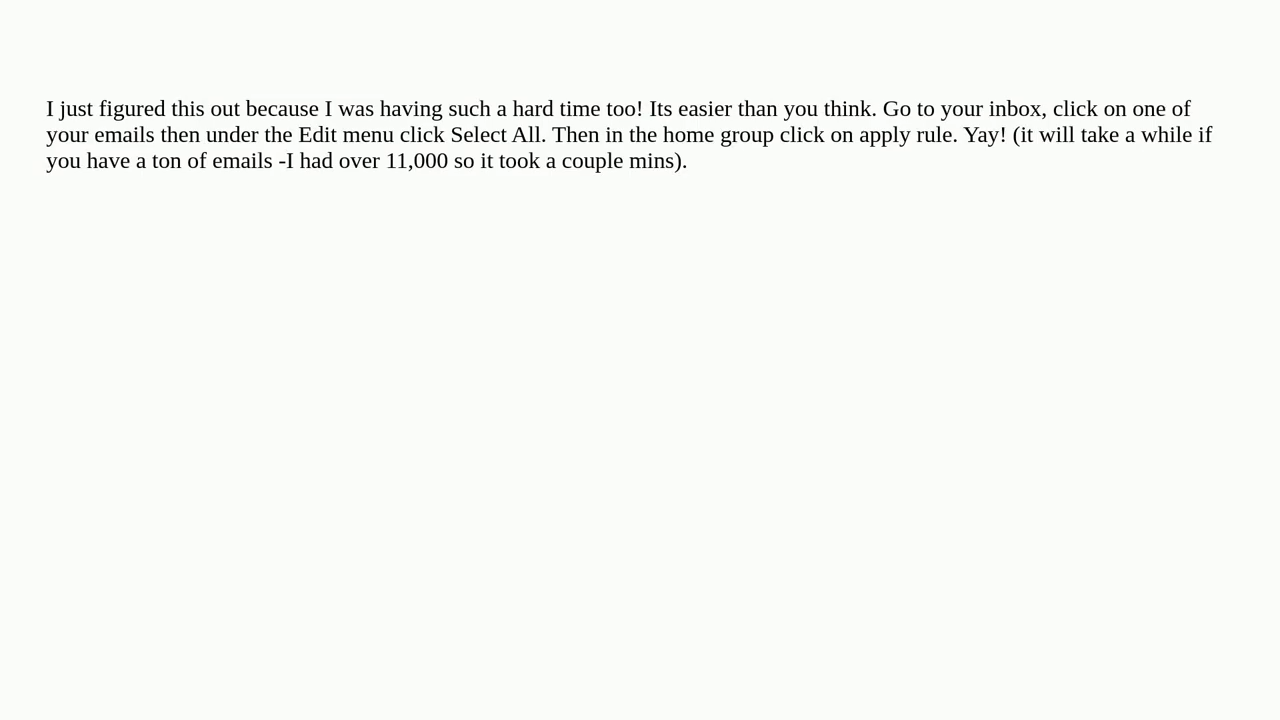 I just figured this out because I was having such a hard time too! Its easier than you think. Go to your inbox, click on one of
your emails then under the Edit menu click Select All. Then in the home group click on apply rule. Yay! (it will take a while if
you have a ton of emails -I had over 11,000 so it took a couple mins).